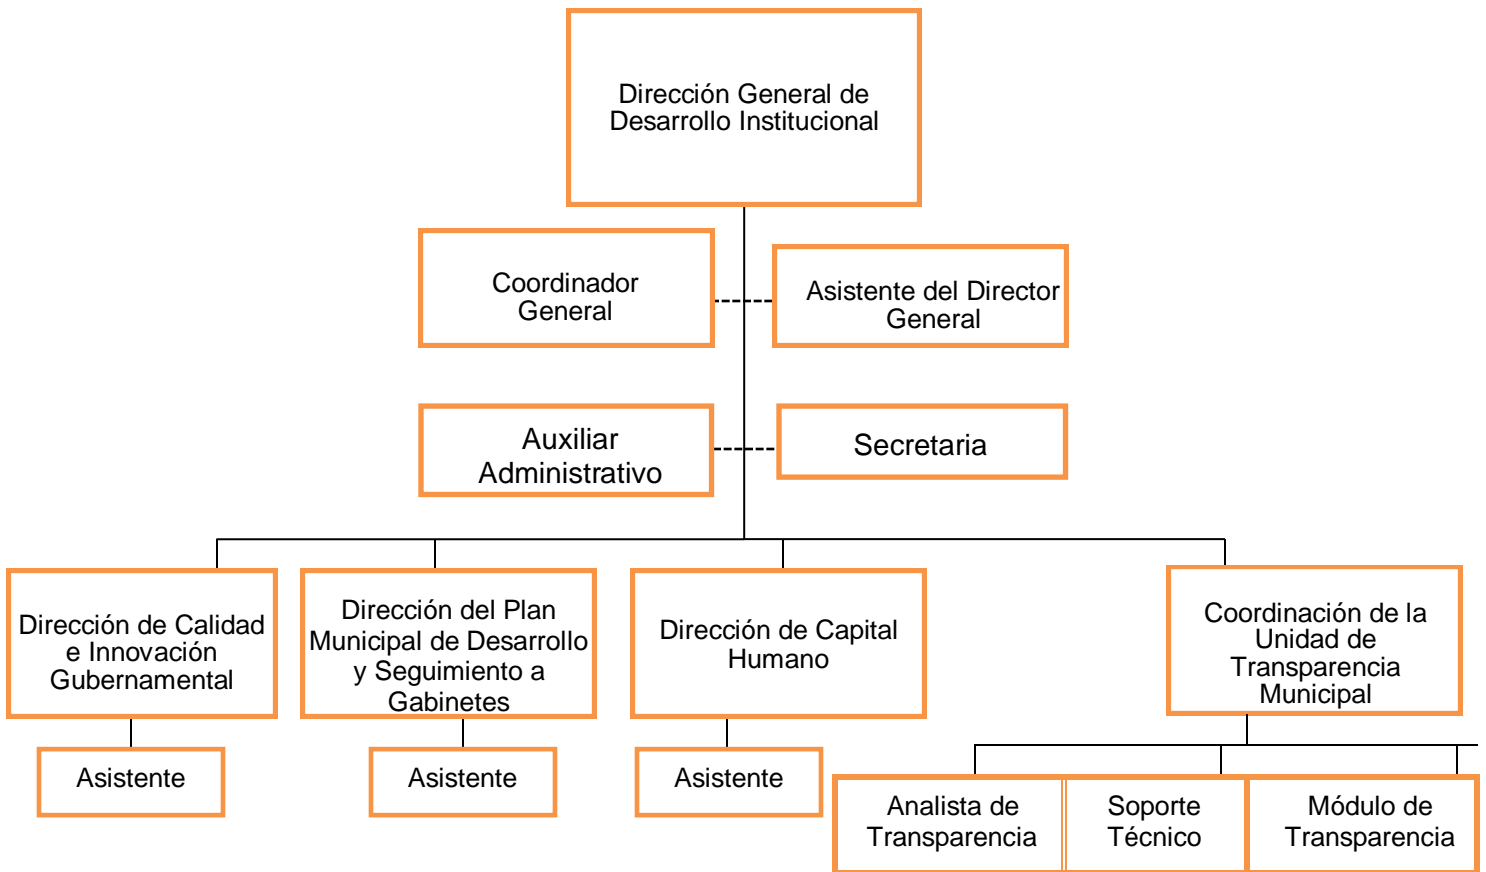 Dirección General de
Desarrollo Institucional
Coordinador
General
Asistente del Director
General
Auxiliar
Administrativo
Secretaria
Dirección de Calidad
e Innovación
Gubernamental
Dirección del Plan
Municipal de Desarrollo
y Seguimiento a
Gabinetes
Dirección de Capital
Humano
Coordinación de la
Unidad de
Transparencia
Municipal
Asistente
Asistente
Asistente
Analista de
Transparencia
Soporte
Técnico
Módulo de
Transparencia